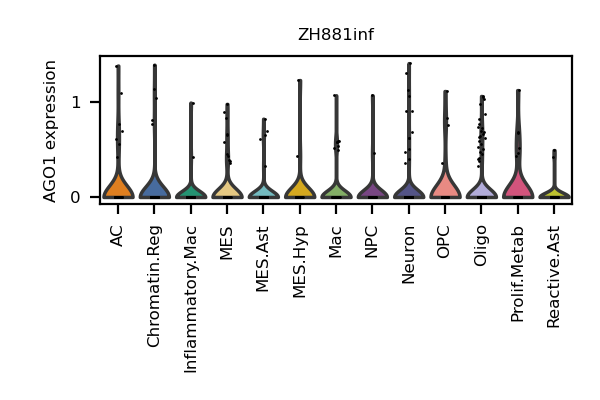 ZH881inf
AGO1 expression
1
0
AC
Chromatin.Reg
Inflammatory.Mac
MES
MES.Ast
MES.Hyp
Mac
NPC
Neuron
OPC
Oligo
Prolif.Metab
Reactive.Ast